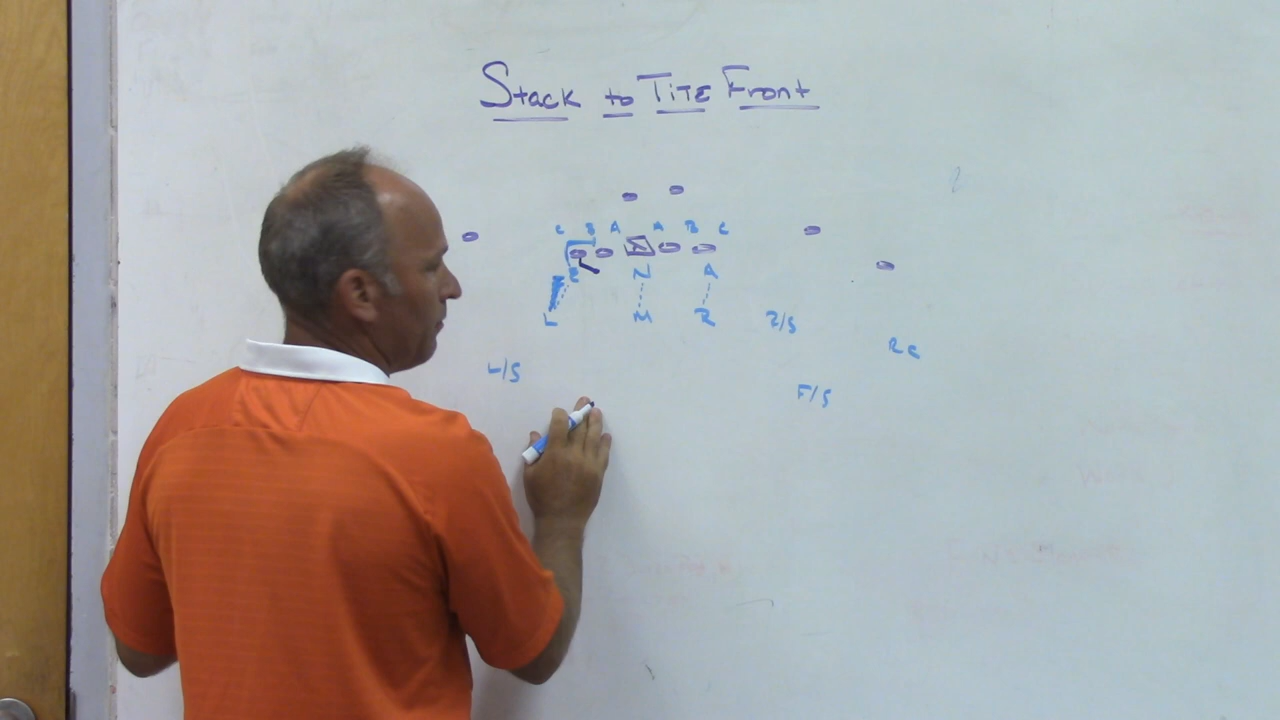 Stack to Tite Front
C B A A B C
E N A
L M R R/S
L/S
R C
F/S